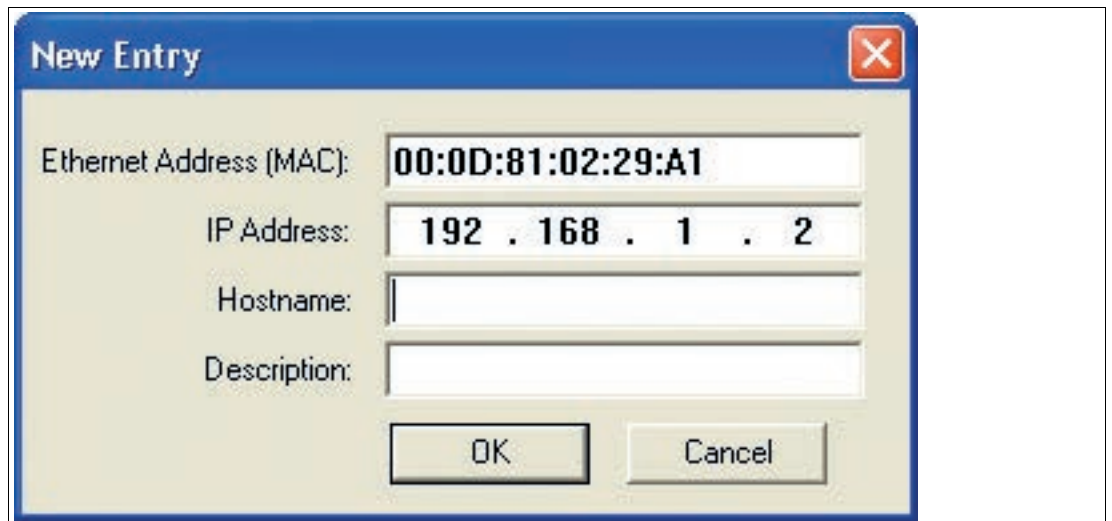 New Entry
Ethernet Address (MAC): 00:0D:81:02:29:A1
IP Address: 192 . 168 . 1 . 2
Hostname:
Description:
OK Cancel